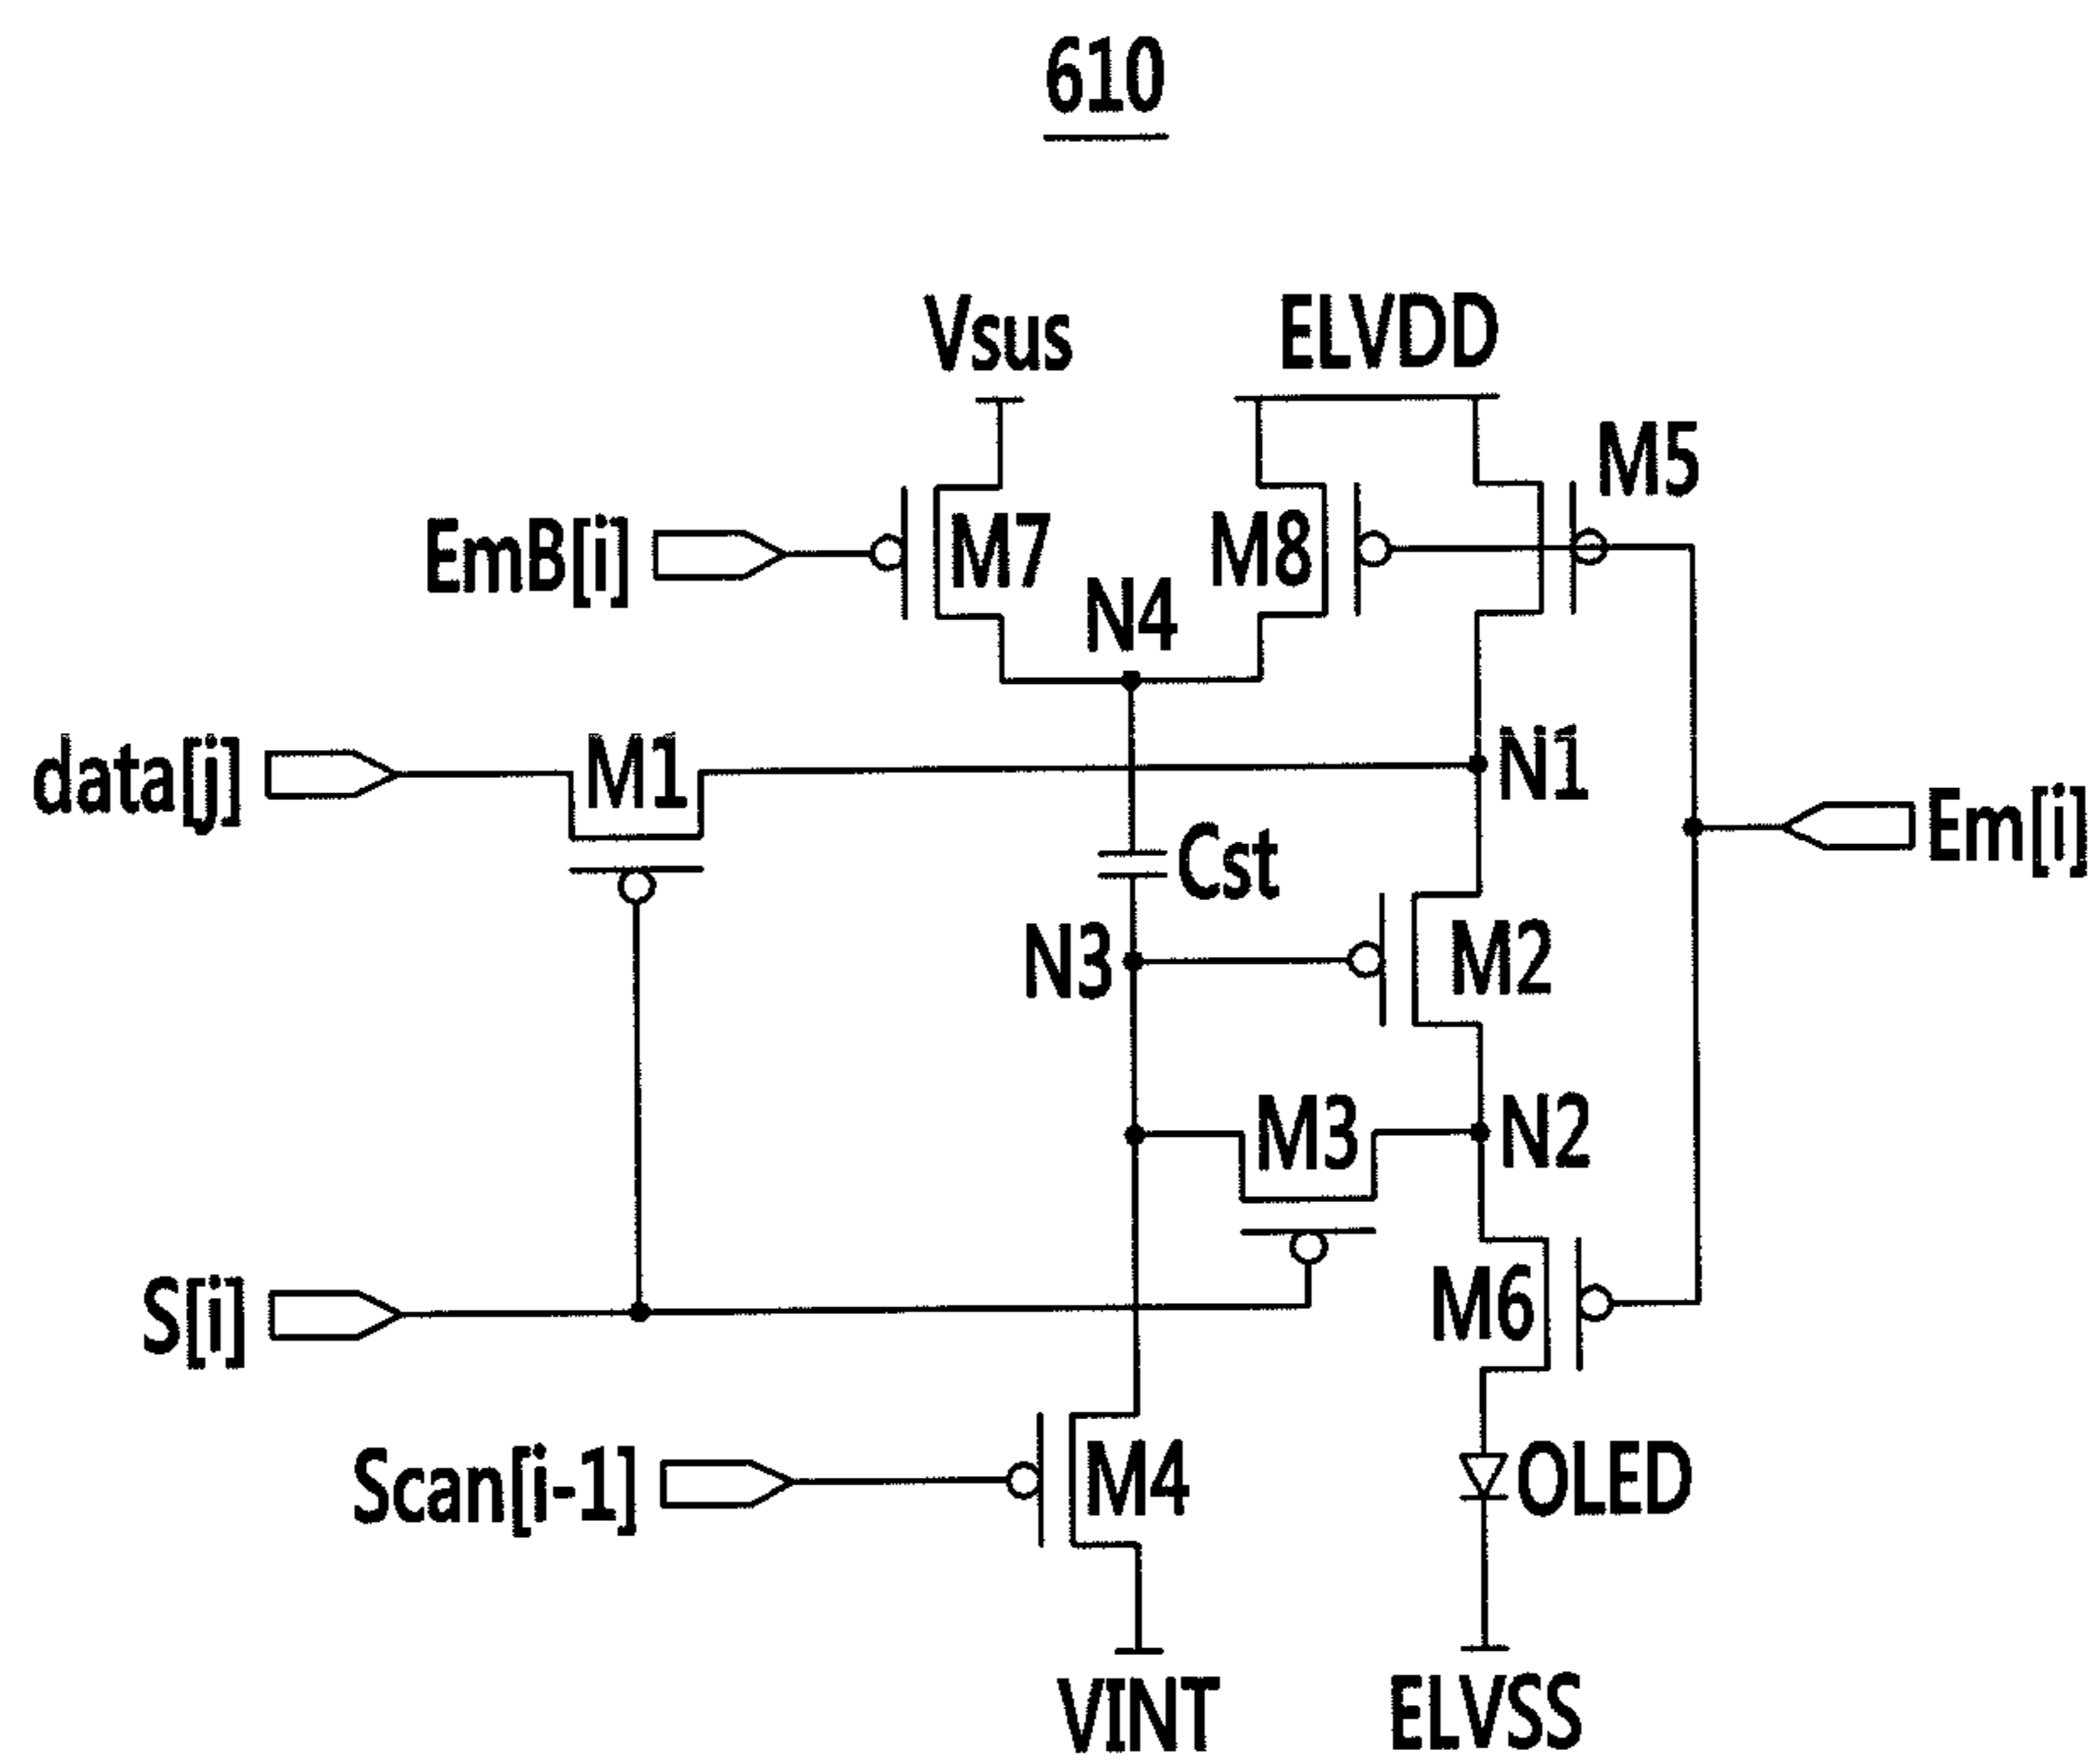 610
Vsus
ELVDD
M5
EmB[i]
M7
M8
N4
data[j]
M1
N1
Em[i]
Cst
N3
M2
M3
N2
S[i]
M6
Scan[i-1]
M4
OLED
VINT
ELVSS